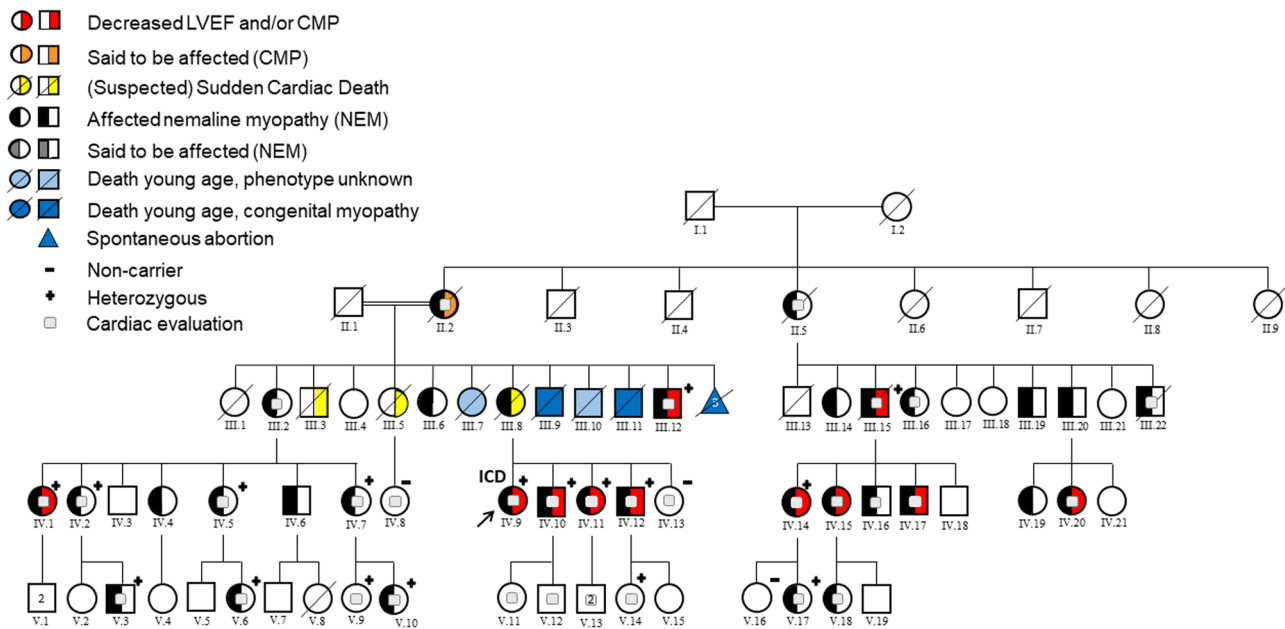 Decreased LVEF and/or CMP
Said to be affected (CMP)
(Suspected) Sudden Cardiac Death
Affected nemaline myopathy (NEM)
Said to be affected (NEM)
Death young age, phenotype unknown
Death young age, congenital myopathy
Spontaneous abortion
- Non-carrier
+ Heterozygous
Cardiac evaluation
I.1 I.2
II.1 II.2 II.3 II.4 II.5 II.6 II.7 II.8 II.9
+ +
3
III.1 III.2 III.3 III.4 III.5 III.6 III.7 III.8 III.9 III.10 III.11 III.12 III.13 III.14 III.15 III.16 III.17 III.18 III.19 III.20 III.21 III.22
ICD
+ + + + - + + + + - +
IV.1 IV.2 IV.3 IV.4 IV.5 IV.6 IV.7 IV.8 IV.9 IV.10 IV.11 IV.12 IV.13 IV.14 IV.15 IV.16 IV.17 IV.18 IV.19 IV.20 IV.21
+ + + + + - +
2 2
V.1 V.2 V.3 V.4 V.5 V.6 V.7 V.8 V.9 V.10 V.11 V.12 V.13 V.14 V.15 V.16 V.17 V.18 V.19